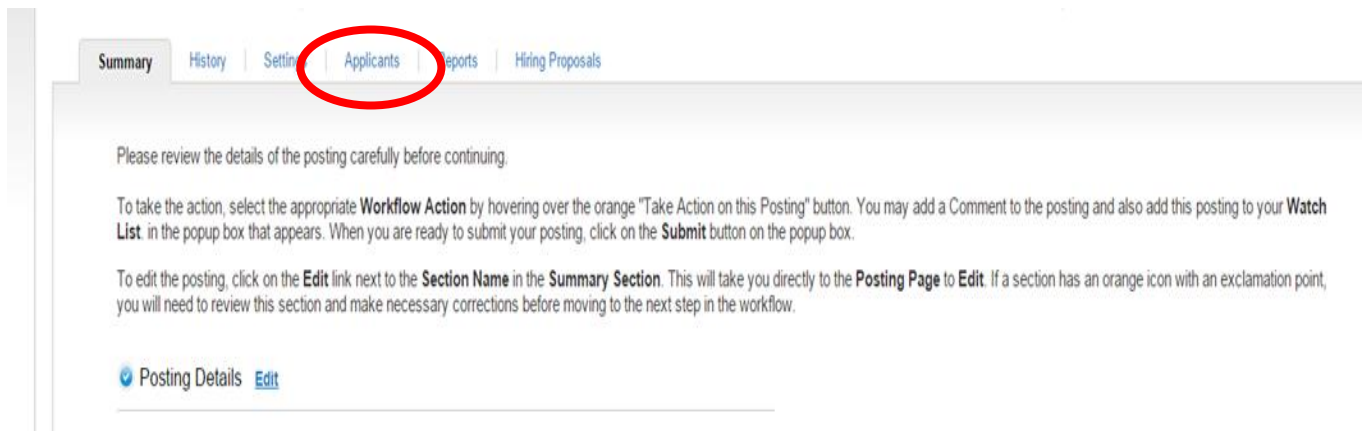 Summary History Settings Applicants Reports Hiring Proposals
Please review the details of the posting carefully before continuing.
To take the action, select the appropriate Workflow Action by hovering over the orange "Take Action on this Posting" button. You may add a Comment to the posting and also add this posting to your Watch
List. in the popup box that appears. When you are ready to submit your posting, click on the Submit button on the popup box.
To edit the posting, click on the Edit link next to the Section Name in the Summary Section. This will take you directly to the Posting Page to Edit. If a section has an orange icon with an exclamation point,
you will need to review this section and make necessary corrections before moving to the next step in the workflow.
Posting Details Edit